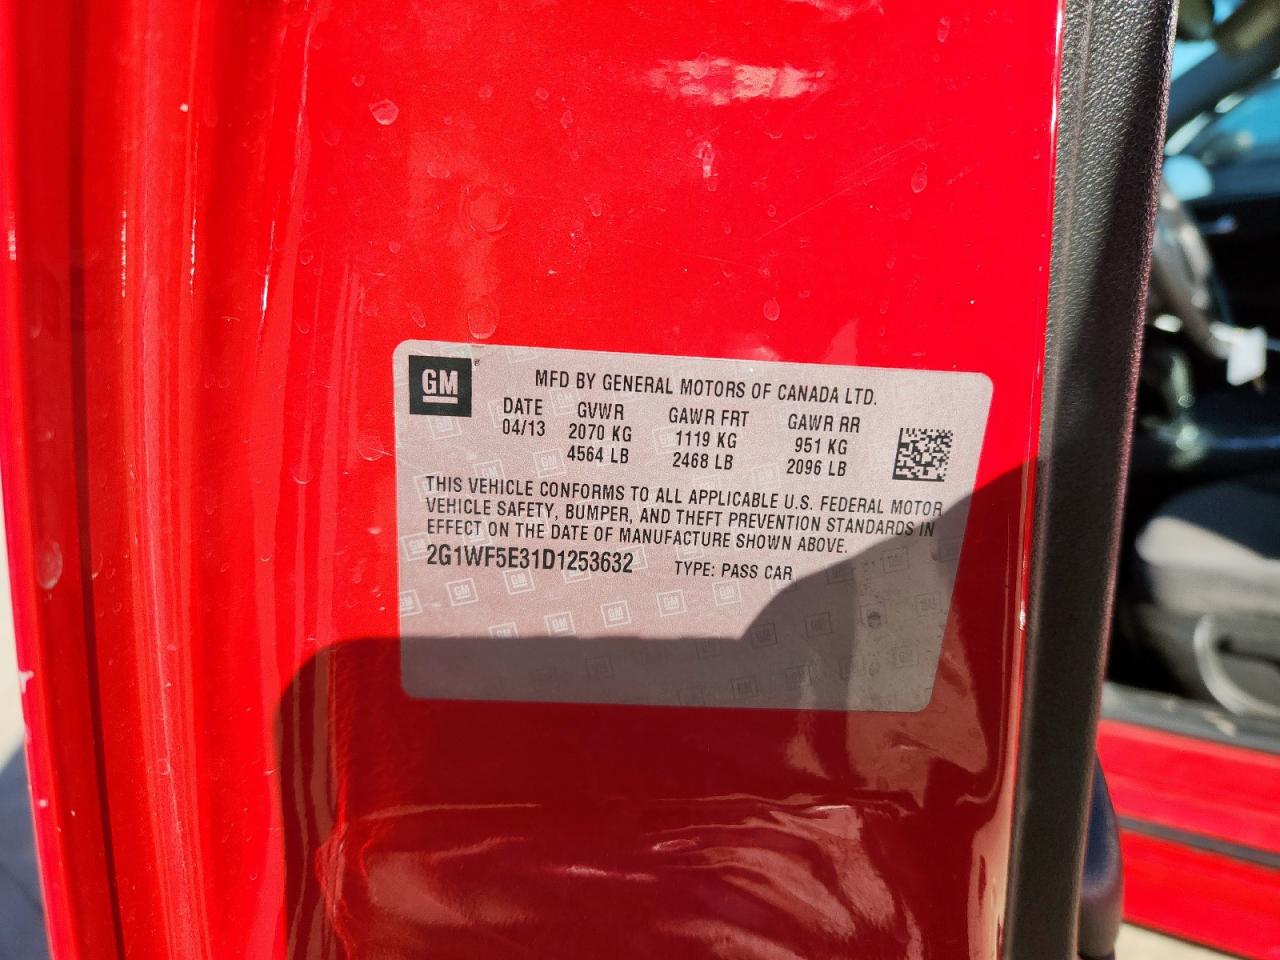 GM
MFD BY GENERAL MOTORS OF CANADA LTD.
DATE GVWR GAWR FRT GAWR RR
04/13 2070 KG 1119 KG 951 KG
4564 LB 2468 LB 2096 LB
THIS VEHICLE CONFORMS TO ALL APPLICABLE U.S. FEDERAL MOTOR
VEHICLE SAFETY, BUMPER, AND THEFT PREVENTION STANDARDS IN
EFFECT ON THE DATE OF MANUFACTURE SHOWN ABOVE.
2G1WF5E31D1253632 TYPE: PASS CAR